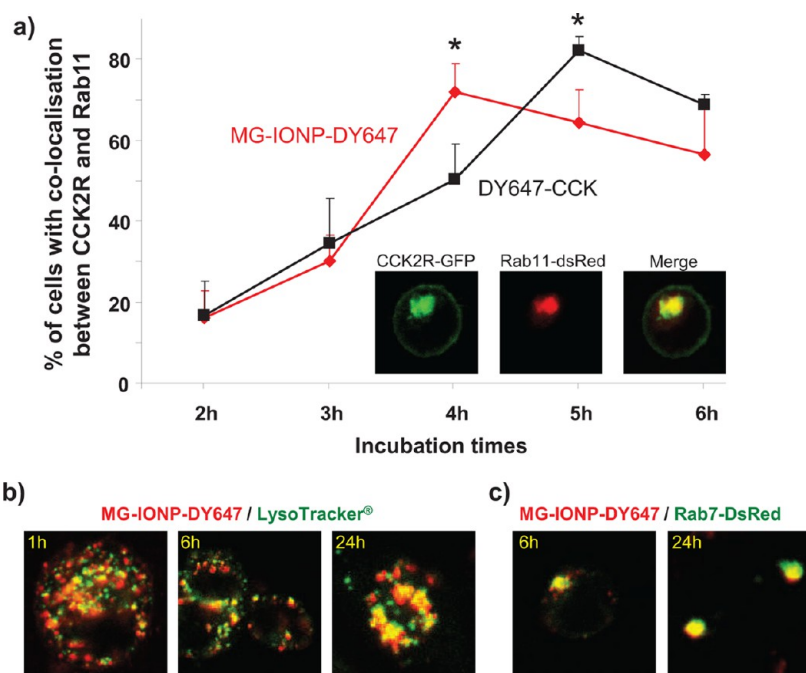 a)
% of cells with co-localisation
between CCK2R and Rab11
80
60
40
20
0
*
*
MG-IONP-DY647
DY647-CCK
CCK2R-GFP
Rab11-dsRed
Merge
2h
3h
4h
5h
6h
Incubation times
b)
MG-IONP-DY647 / LysoTracker®
1h
6h
24h
c)
MG-IONP-DY647 / Rab7-DsRed
6h
24h